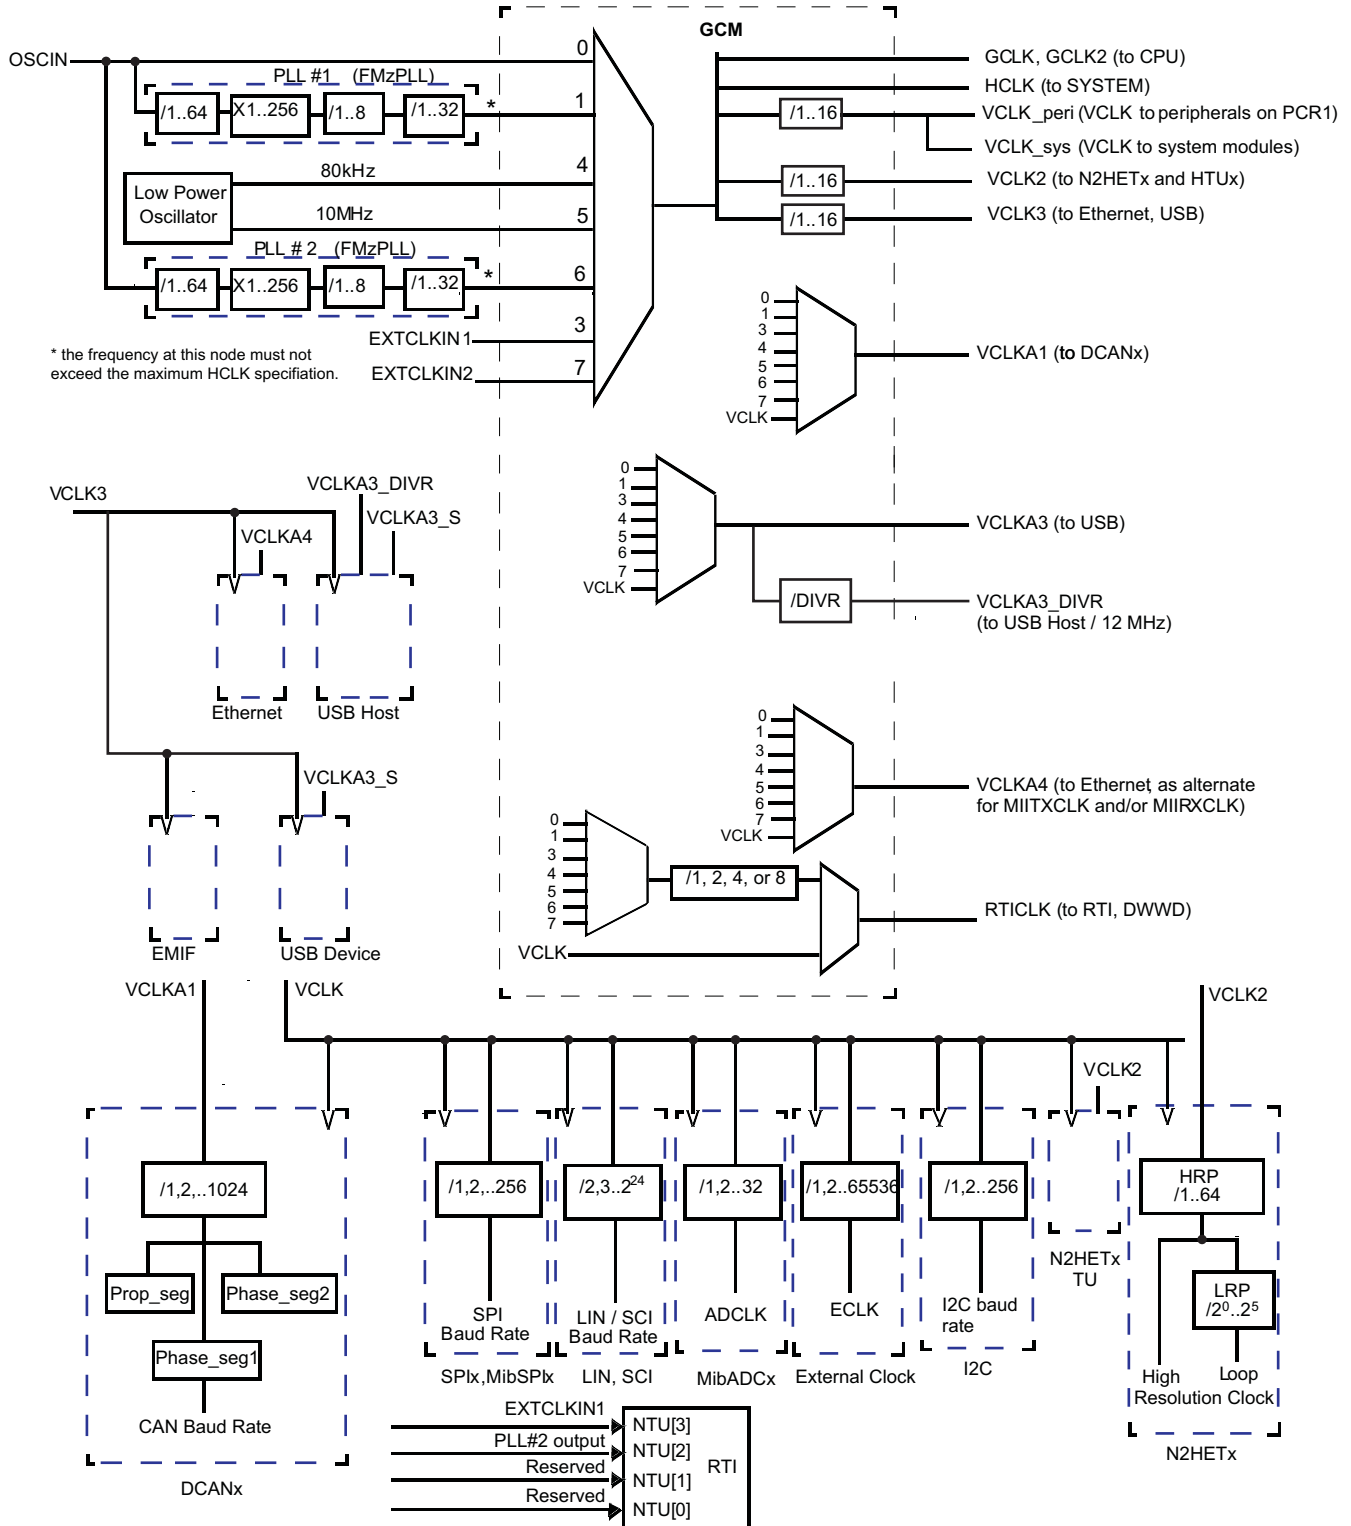 GCM
OSCIN
0
GCLK, GCLK2 (to CPU)
PLL #1 (FMzPLL)
HCLK (to SYSTEM)
/1..64
X1..256
/1..8
/1..32
*
1
/1..16
VCLK_peri (VCLK to peripherals on PCR1)
VCLK_sys (VCLK to system modules)
80kHz
4
/1..16
VCLK2 (to N2HETx and HTUx)
Low Power
Oscillator
10MHz
5
/1..16
VCLK3 (to Ethernet, USB)
PLL # 2 (FMzPLL)
/1..64
X1..256
/1..8
/1..32
*
6
EXTCLKIN1
3
EXTCLKIN2
7
* the frequency at this node must not
exceed the maximum HCLK specifiation.
0
1
3
4
5
6
7
VCLK
VCLKA1 (to DCANx)
0
1
3
4
5
6
7
VCLK
VCLKA3 (to USB)
/DIVR
VCLKA3_DIVR
(to USB Host / 12 MHz)
VCLK3
VCLKA3_DIVR
VCLKA3_S
VCLKA4
Ethernet
USB Host
VCLKA3_S
EMIF
USB Device
0
1
3
4
5
6
7
VCLK
VCLKA4 (to Ethernet, as alternate
for MIITXCLK and/or MIIRXCLK)
0
1
3
4
5
6
7
/1, 2, 4, or 8
VCLK
RTICLK (to RTI, DWWD)
VCLKA1
VCLK
VCLK2
VCLK2
/1,2,..1024
Prop_seg
Phase_seg2
Phase_seg1
CAN Baud Rate
DCANx
/1,2,..256
SPI
Baud Rate
SPIx,MibSPIx
/2,3..2²⁴
LIN / SCI
Baud Rate
LIN, SCI
/1,2..32
ADCLK
MibADCx
/1,2..65536
ECLK
External Clock
/1,2..256
I2C baud
rate
I2C
N2HETx
TU
HRP
/1..64
LRP
/2⁰..2⁵
High
Loop
Resolution Clock
N2HETx
EXTCLKIN1
NTU[3]
PLL#2 output
NTU[2]
Reserved
NTU[1]
Reserved
NTU[0]
RTI